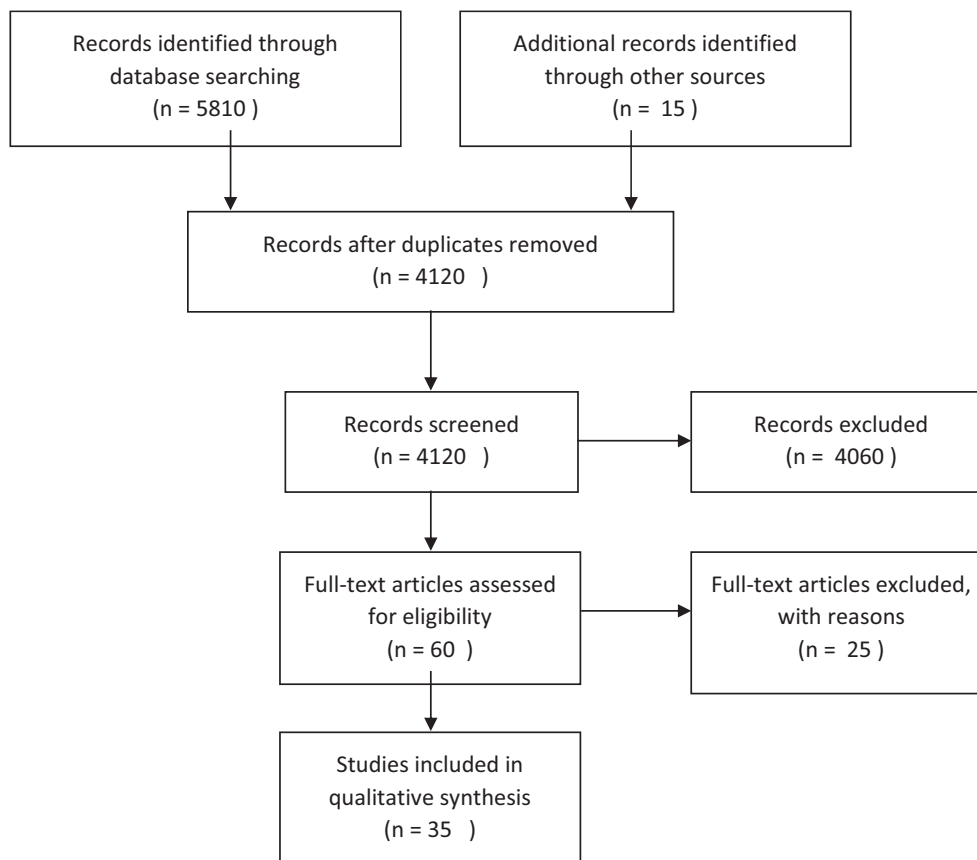 Records identified through
database searching
(n = 5810 )
Additional records identified
through other sources
(n = 15 )
Records after duplicates removed
(n = 4120 )
Records screened
(n = 4120 )
Records excluded
(n = 4060 )
Full-text articles assessed
for eligibility
(n = 60 )
Full-text articles excluded,
with reasons
(n = 25 )
Studies included in
qualitative synthesis
(n = 35 )